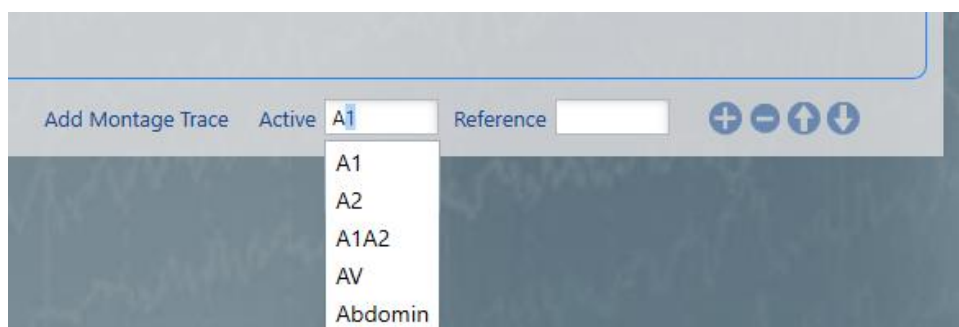 Add Montage Trace Active A1 Reference
A1
A2
A1A2
AV
Abdomin